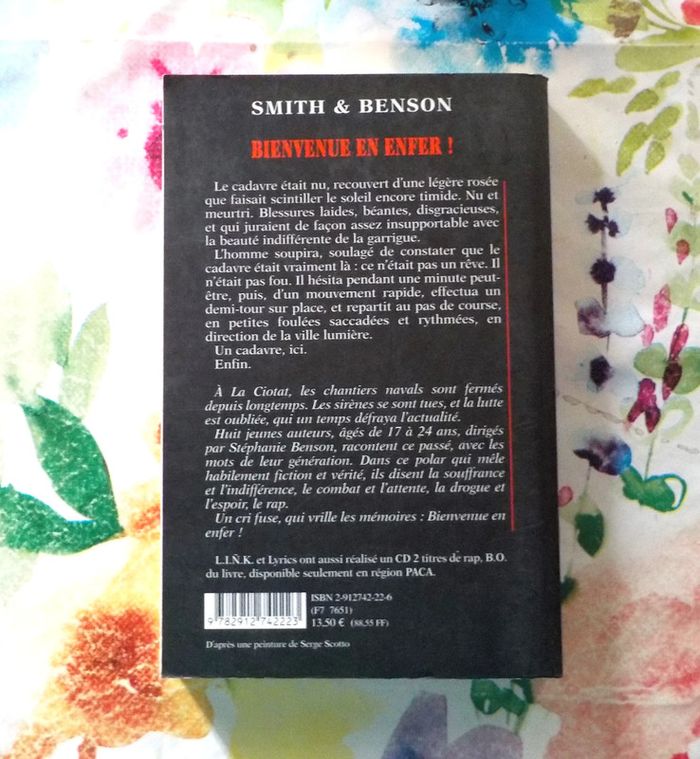 SMITH & BENSON
BIENVENUE EN ENFER !
Le cadavre était nu, recouvert d'une légère rosée
que faisait scintiller le soleil encore timide. Nu et
meurtri. Blessures laides, béantes, disgracieuses,
et qui juraient de façon assez insupportable avec
la beauté indifférente de la garrigue.
L'homme soupira, soulagé de constater que le
cadavre était vraiment là : ce n'était pas un rêve. Il
n'était pas fou. Il hésita pendant une minute peut-
être, puis, d'un mouvement rapide, effectua un
demi-tour sur place, et repartit au pas de course,
en petites foulées saccadées et rythmées, en
direction de la ville lumière.
Un cadavre, ici.
Enfin.
À La Ciotat, les chantiers navals sont fermés
depuis longtemps. Les sirènes se sont tues, et la lutte
est oubliée, qui un temps défraya l'actualité.
Huit jeunes auteurs, âgés de 17 à 24 ans, dirigés
par Stéphanie Benson, racontent ce passé, avec les
mots de leur génération. Dans ce polar qui mêle
habilement fiction et vérité, ils disent la souffrance
et l'indifférence, le combat et l'attente, la drogue et
l'espoir, le rap.
Un cri fuse, qui vrille les mémoires : Bienvenue en
enfer !
L.I.Ñ.K. et Lyrics ont aussi réalisé un CD 2 titres de rap, B.O.
du livre, disponible seulement en région PACA.
ISBN 2-912742-22-6
(F7 7651)
13.50 € (88.55 FF)
9 782912 742223
D'après une peinture de Serge Scotto